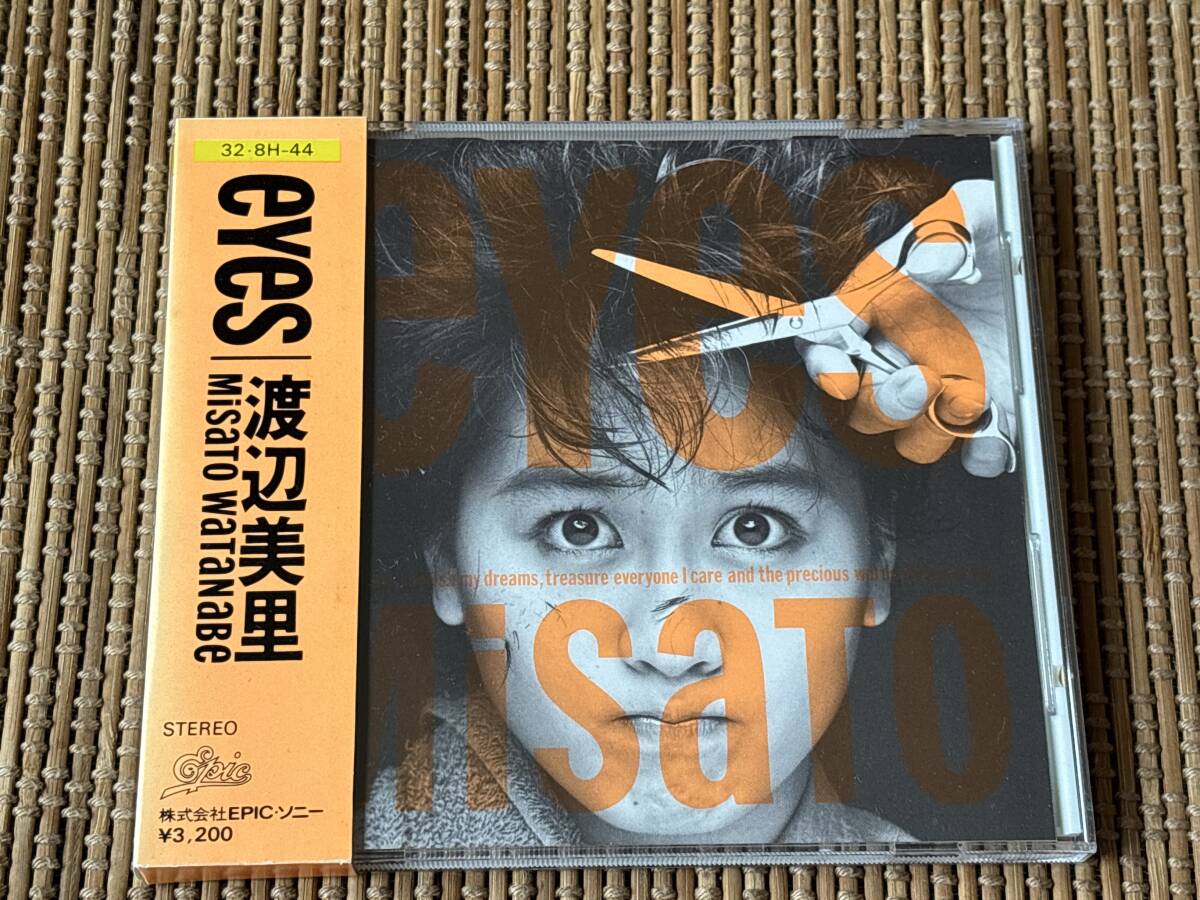 32·8H-44
eyes
渡辺美里
Misato Watanabe
STEREO
Epic
株式会社EPIC・ソニー
¥3,200
eyes
my dreams, treasure everyone I care and the precious
Misato